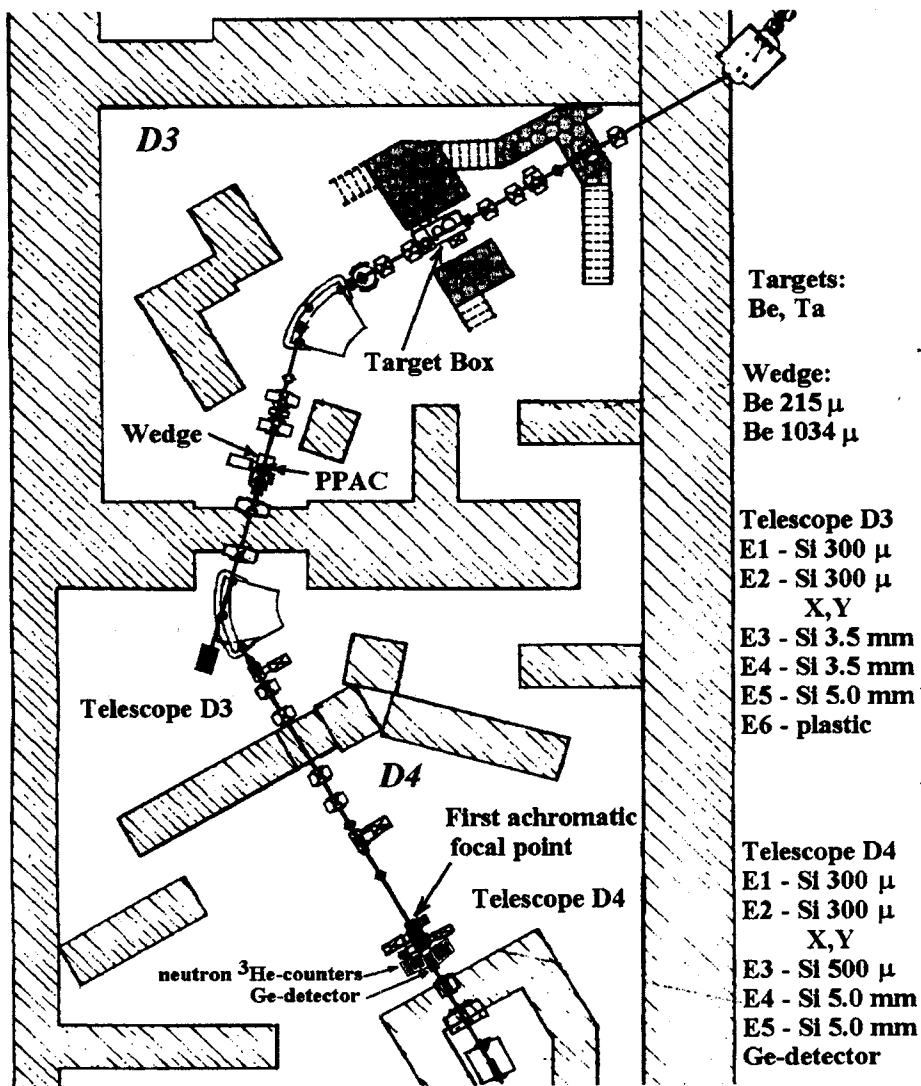 D3
Target Box
Wedge
PPAC
Telescope D3
D4
First achromatic
focal point
Telescope D4
neutron ³He-counters
Ge-detector
Targets:
Be, Ta
Wedge:
Be 215 μ
Be 1034 μ
Telescope D3
E1 - Si 300 μ
E2 - Si 300 μ
X,Y
E3 - Si 3.5 mm
E4 - Si 3.5 mm
E5 - Si 5.0 mm
E6 - plastic
Telescope D4
E1 - Si 300 μ
E2 - Si 300 μ
X,Y
E3 - Si 500 μ
E4 - Si 5.0 mm
E5 - Si 5.0 mm
Ge-detector